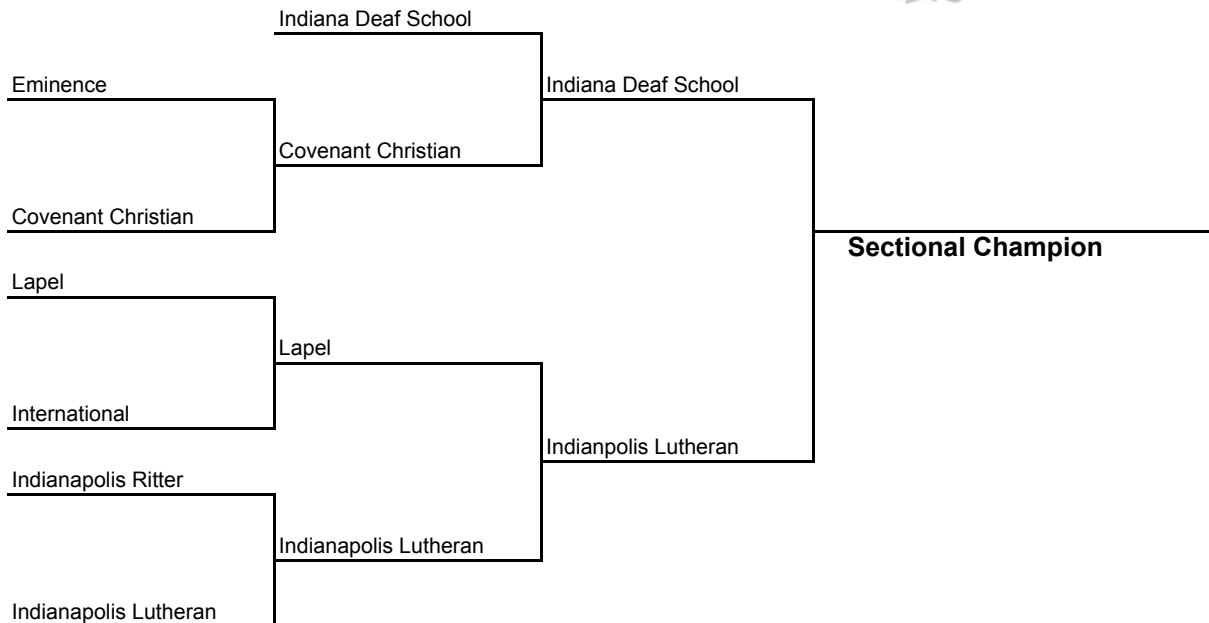 Indiana Deaf School
Eminence
Indiana Deaf School
Covenant Christian
Covenant Christian
Sectional Champion
Lapel
Lapel
International
Indianpolis Lutheran
Indianapolis Ritter
Indianapolis Lutheran
Indianapolis Lutheran